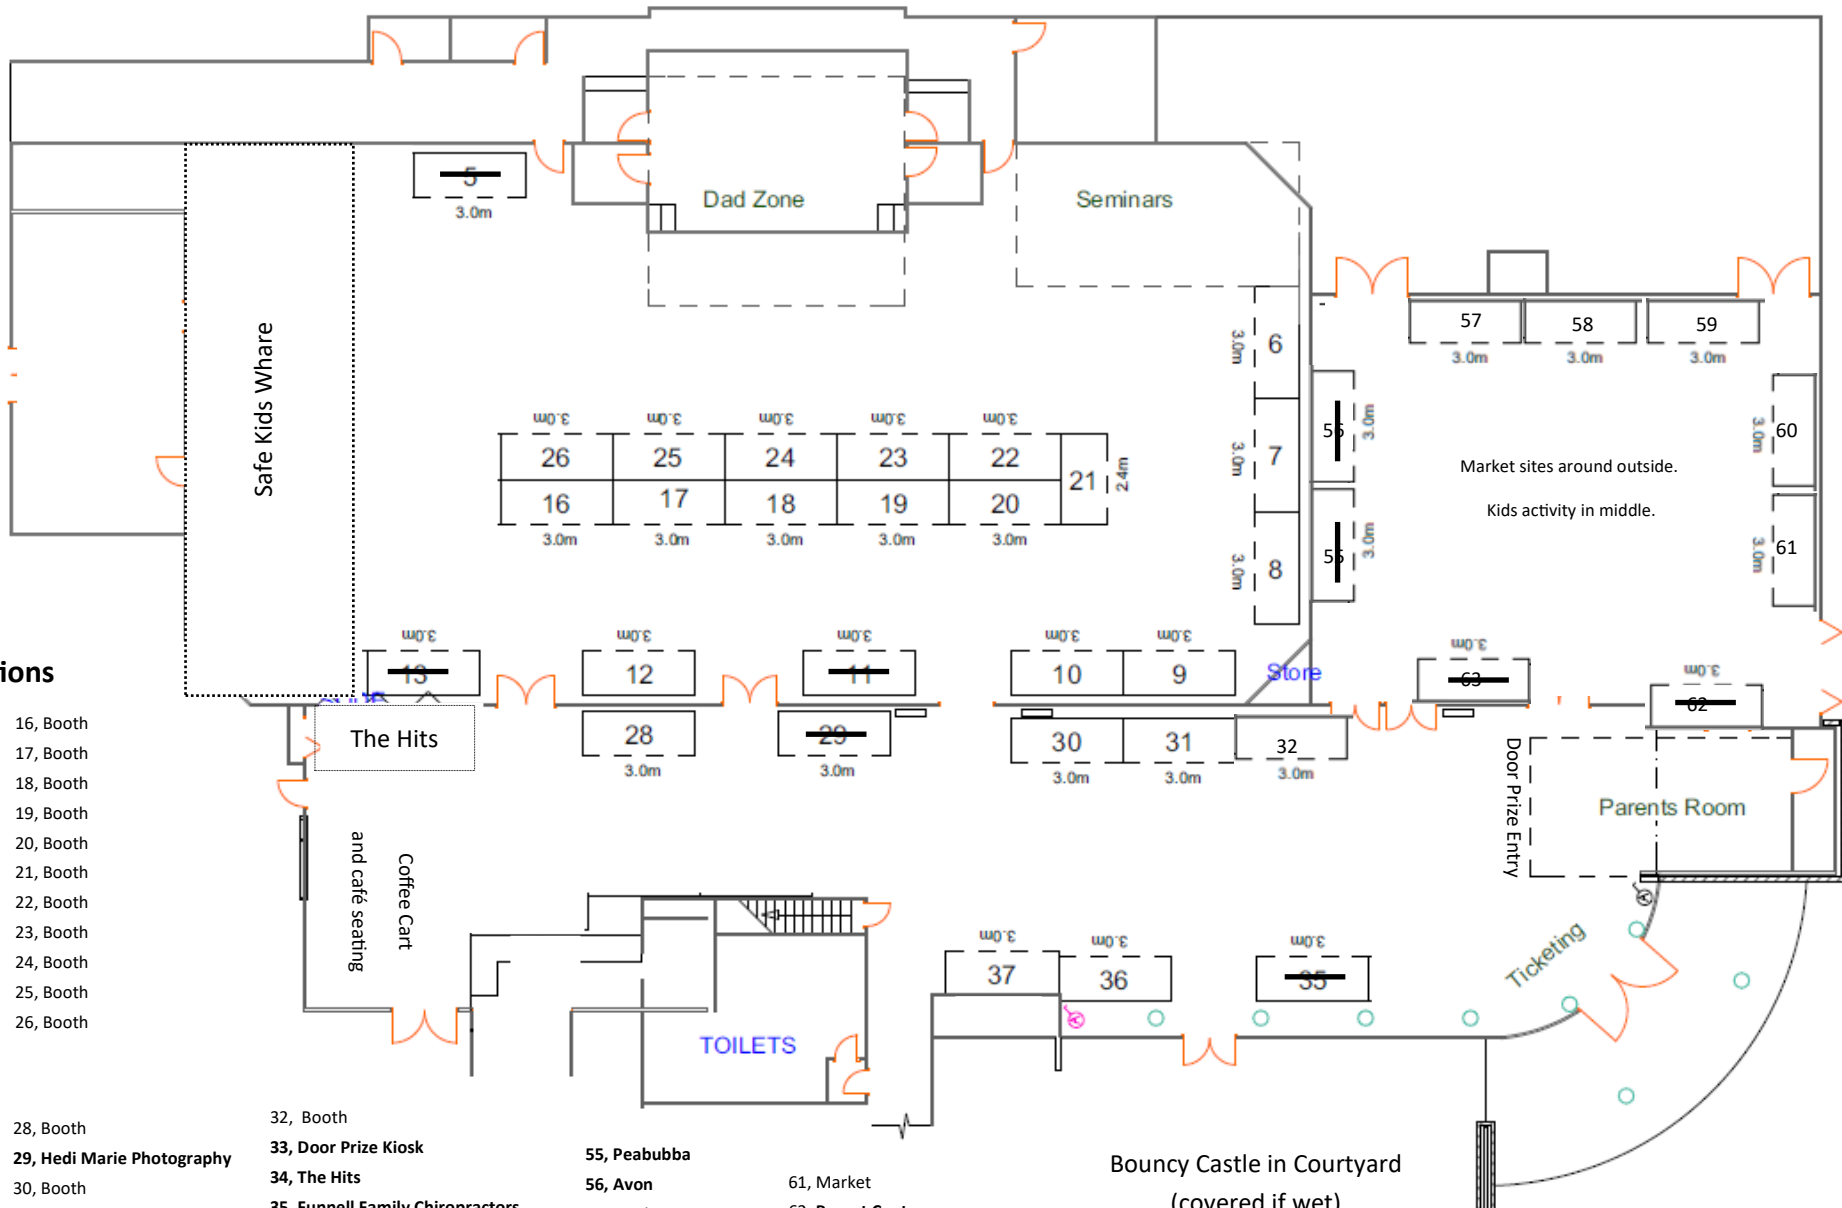 5
3.0m
Dad Zone
Seminars
Safe Kids Whare
6
3.0m
7
3.0m
8
3.0m
57
3.0m
58
3.0m
59
3.0m
56
3.0m
55
3.0m
60
3.0m
61
3.0m
Market sites around outside.
Kids activity in middle.
3.0m 3.0m 3.0m 3.0m 3.0m
26 25 24 23 22
21
2.4m
16 17 18 19 20
3.0m 3.0m 3.0m 3.0m 3.0m
3.0m
13
3.0m
12
3.0m
11
3.0m
10
3.0m
9
Store
3.0m
63
3.0m
62
The Hits
28
3.0m
29
3.0m
30
3.0m
31
3.0m
32
3.0m
Door Prize Entry
Parents Room
Coffee Cart
and café seating
TOILETS
3.0m
37
3.0m
36
3.0m
35
Ticketing
ions
16, Booth
17, Booth
18, Booth
19, Booth
20, Booth
21, Booth
22, Booth
23, Booth
24, Booth
25, Booth
26, Booth
28, Booth
29, Hedi Marie Photography
30, Booth
32, Booth
33, Door Prize Kiosk
34, The Hits
35, Funnell Family Chiropractors
55, Peabubba
56, Avon
61, Market
Bouncy Castle in Courtyard
(covered if wet)